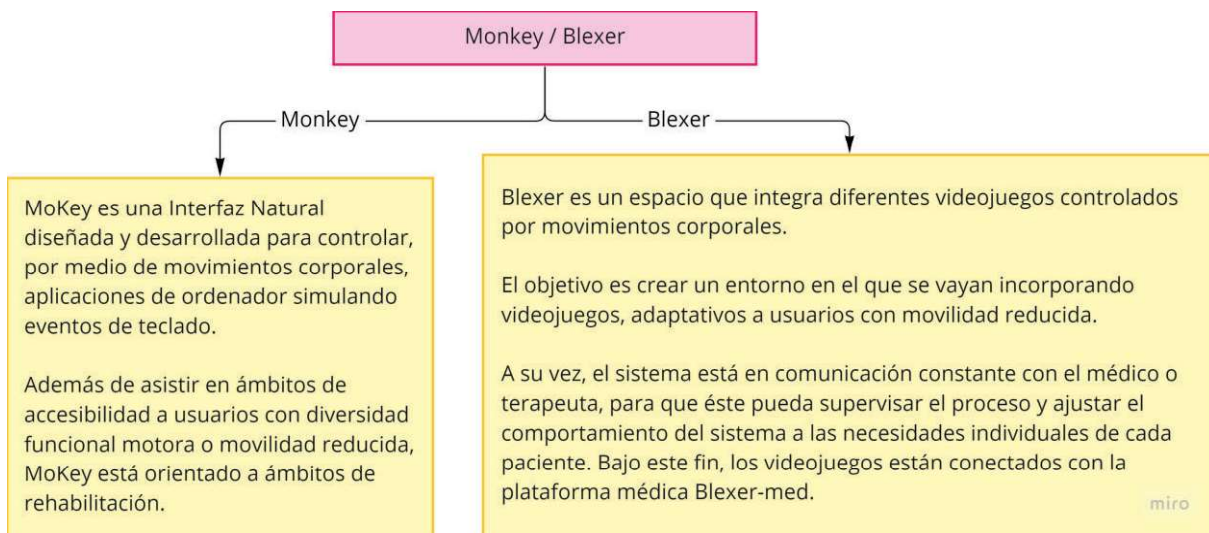 Monkey / Blexer
Monkey
Blexer
MoKey es una Interfaz Natural
diseñada y desarrollada para controlar,
por medio de movimientos corporales,
aplicaciones de ordenador simulando
eventos de teclado.
Además de asistir en ámbitos de
accesibilidad a usuarios con diversidad
funcional motora o movilidad reducida,
MoKey está orientado a ámbitos de
rehabilitación.
Blexer es un espacio que integra diferentes videojuegos controlados
por movimientos corporales.
El objetivo es crear un entorno en el que se vayan incorporando
videojuegos, adaptativos a usuarios con movilidad reducida.
A su vez, el sistema está en comunicación constante con el médico o
terapeuta, para que éste pueda supervisar el proceso y ajustar el
comportamiento del sistema a las necesidades individuales de cada
paciente. Bajo este fin, los videojuegos están conectados con la
plataforma médica Blexer-med.
miro